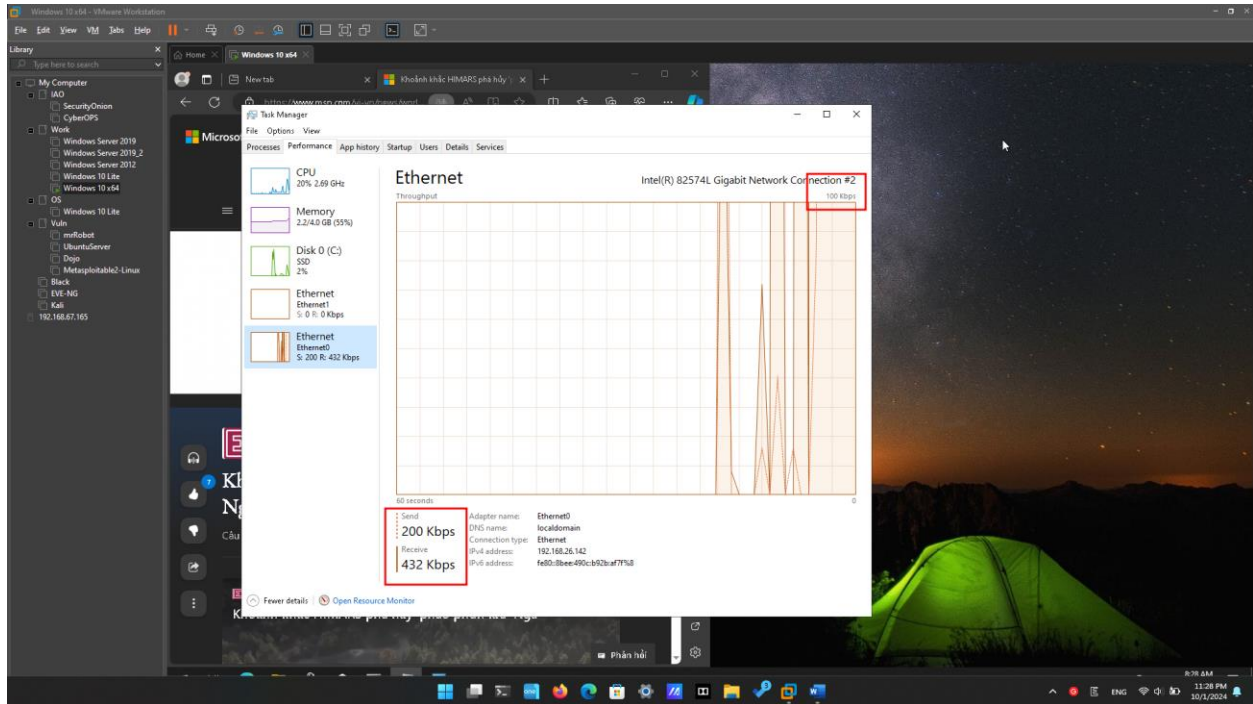 Windows 10 x64 - VMware Workstation
File Edit View VM Tabs Help
Library
Type here to search
My Computer
IAO
SecurityOnion
CyberOPS
Work
Windows Server 2019
Windows Server 2019_2
Windows Server 2012
Windows 10 Lite
Windows 10 x64
OS
Windows 10 Lite
Vuln
mrRobot
UbuntuServer
Dojo
Metasploitable2-Linux
Black
EVE-NG
Kali
192.168.67.165
Home Windows 10 x64
New tab Khoảnh khắc HIMARS phá hủy
Microso
Task Manager
File Options View
Processes Performance App history Startup Users Details Services
CPU
20% 2.69 GHz
Memory
2.2/4.0 GB (55%)
Disk 0 (C:)
SSD
2%
Ethernet
Ethernet1
S: 0 R: 0 Kbps
Ethernet
Ethernet0
S: 200 R: 432 Kbps
Ethernet Intel(R) 82574L Gigabit Network Connection #2
Throughput 100 Kbps
60 seconds 0
Send
200 Kbps
Receive
432 Kbps
Adapter name: Ethernet0
DNS name: localdomain
Connection type: Ethernet
IPv4 address: 192.168.26.142
IPv6 address: fe80::8bee:490c:b92b:af7f%8
Fewer details Open Resource Monitor
7
Câu
Phản hồi
8:28 AM
ENG 11:28 PM
10/1/2024